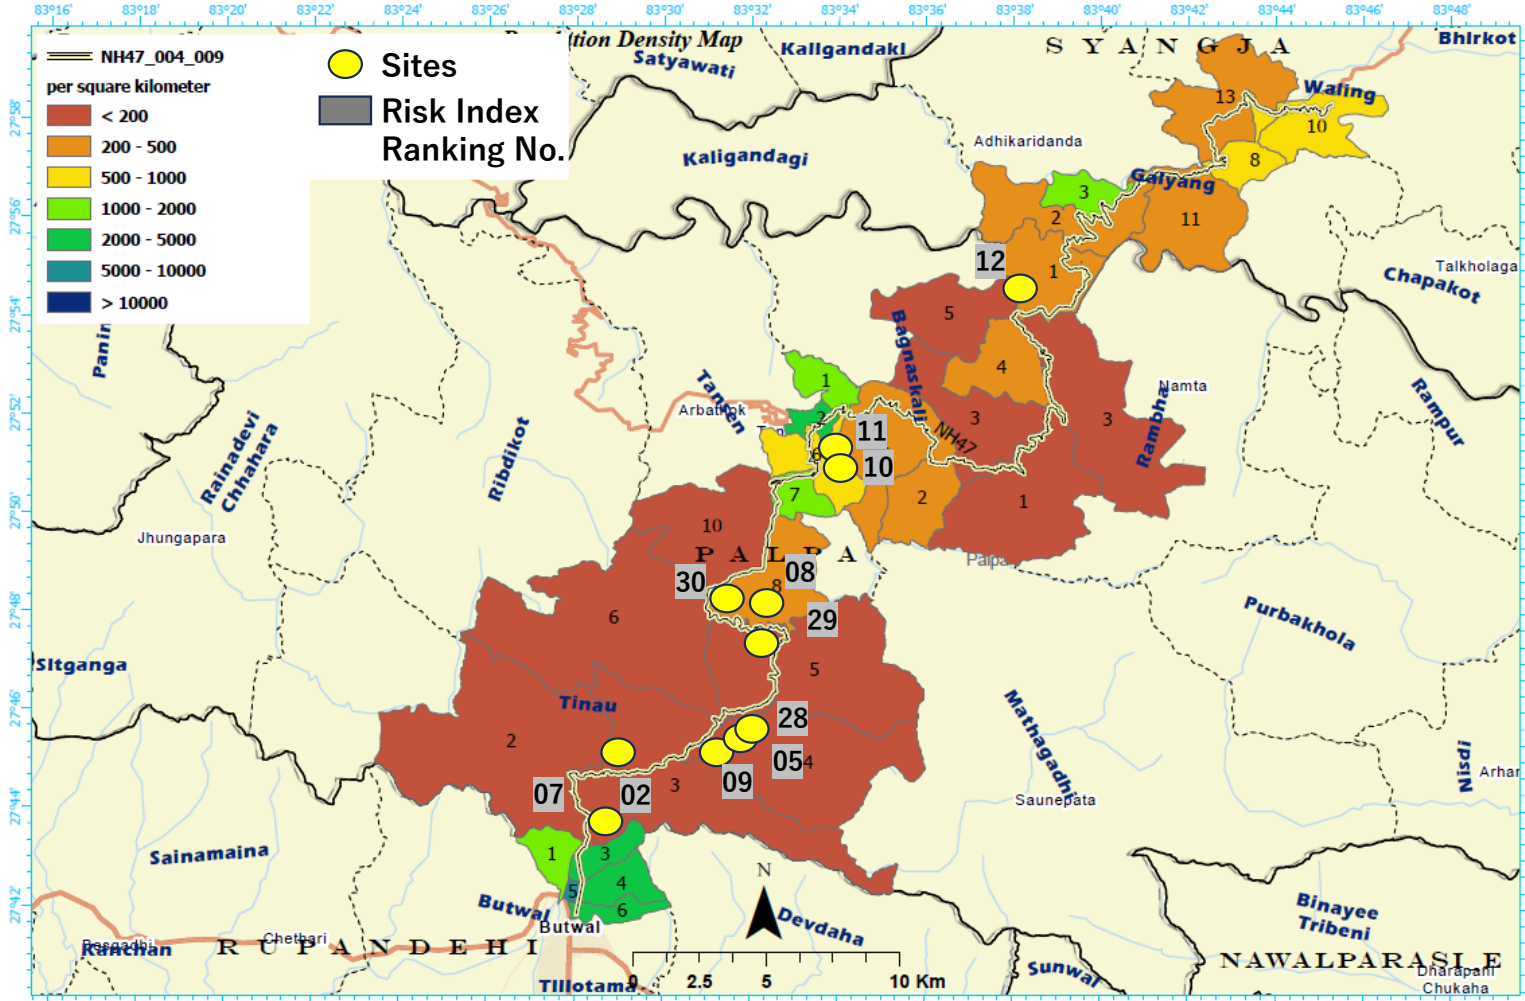 83°16' 83°18' 83°20' 83°22' 83°24' 83°26' 83°28' 83°30' 83°32' 83°34' 83°36' 83°38' 83°40' 83°42' 83°44' 83°46' 83°48'
NH47_004_009
per square kilometer
< 200
200 - 500
500 - 1000
1000 - 2000
2000 - 5000
5000 - 10000
> 10000
Sites
Risk Index
Ranking No.
tion Density Map
Satyawati
Kaligandaki
S Y A N G J A
Bhirkot
Waling
13
10
8
27°58'
Kaligandagi
Adhikaridanda
Galyang
3
2
11
27°56'
12
1
Talkholaga
Chapakot
27°54'
5
Bagnaskali
4
Tansen
1
Namta
Rampur
27°52'
Arbathok
2
3
3
Rambha
NH47
11
6
10
Rainadevi
Chhahara
Ribdikot
7
2
1
27°50'
10
Jhungapara
P A L P A
Palpa
30
08
8
27°48'
29
6
Purbakhola
Sitganga
5
27°46'
Tinau
28
2
05
4
Mathagadhi
Nisdi
Arhar
09
07
02
3
Saunepata
27°44'
Sainamaina
1
3
4
5
6
N
27°42'
Butwal
Butwal
Devdaha
Binayee
Tribeni
Kanchan
R U P A N D E H I
Chethari
NAWALPARASI E
0 2.5 5 10 Km
Sunwal
Dharapani
Chukaha
Tillotama